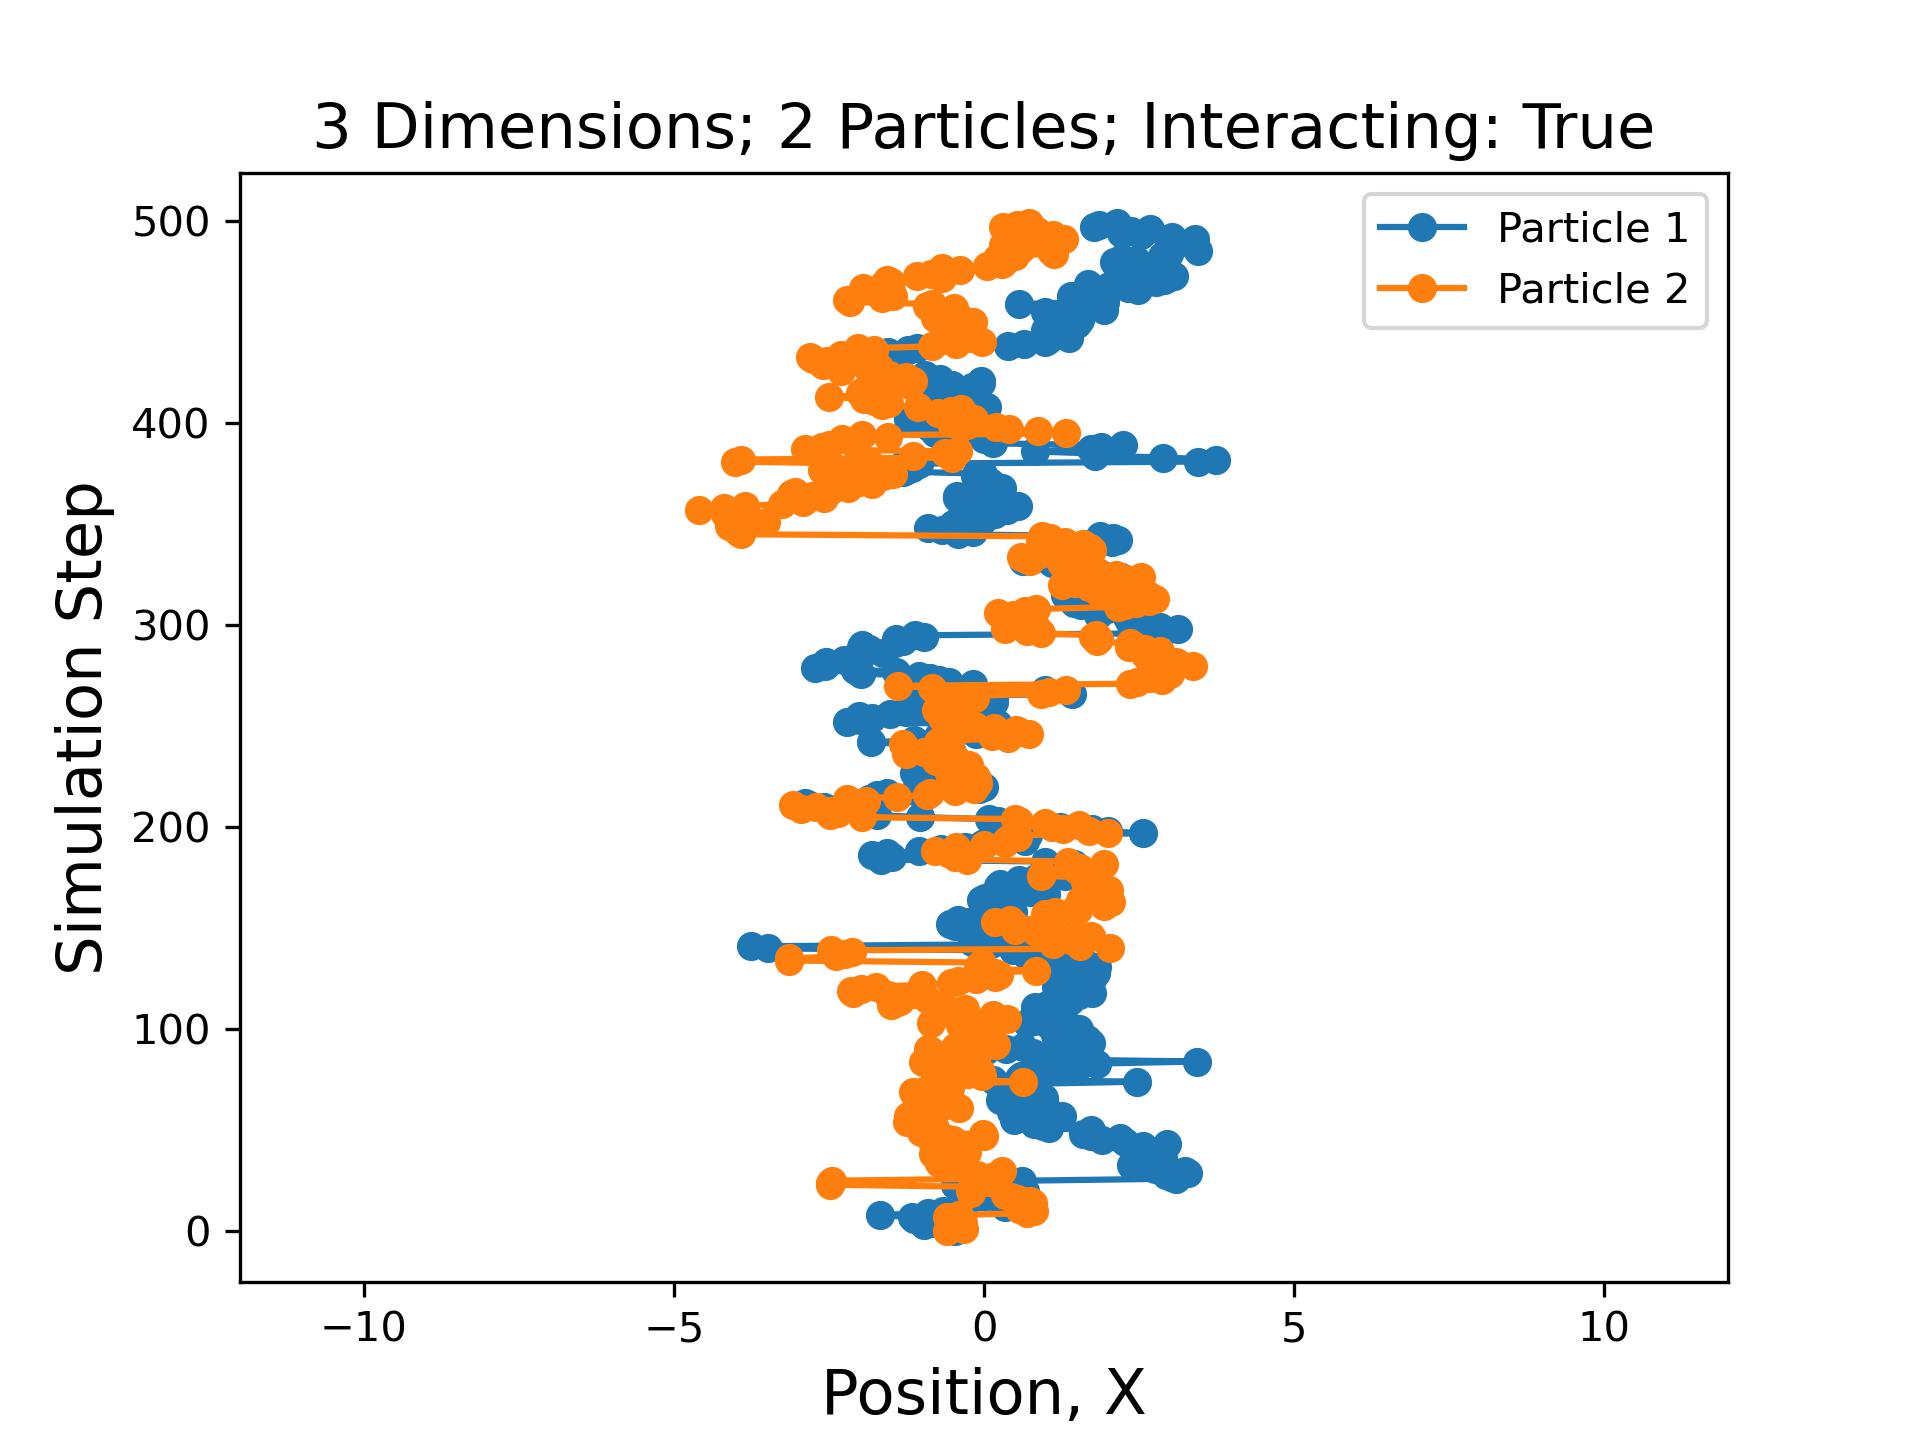 3 Dimensions; 2 Particles; Interacting: True
Particle 1
Particle 2
500
400
300
200
100
0
Simulation Step
−10
−5
0
5
10
Position, X